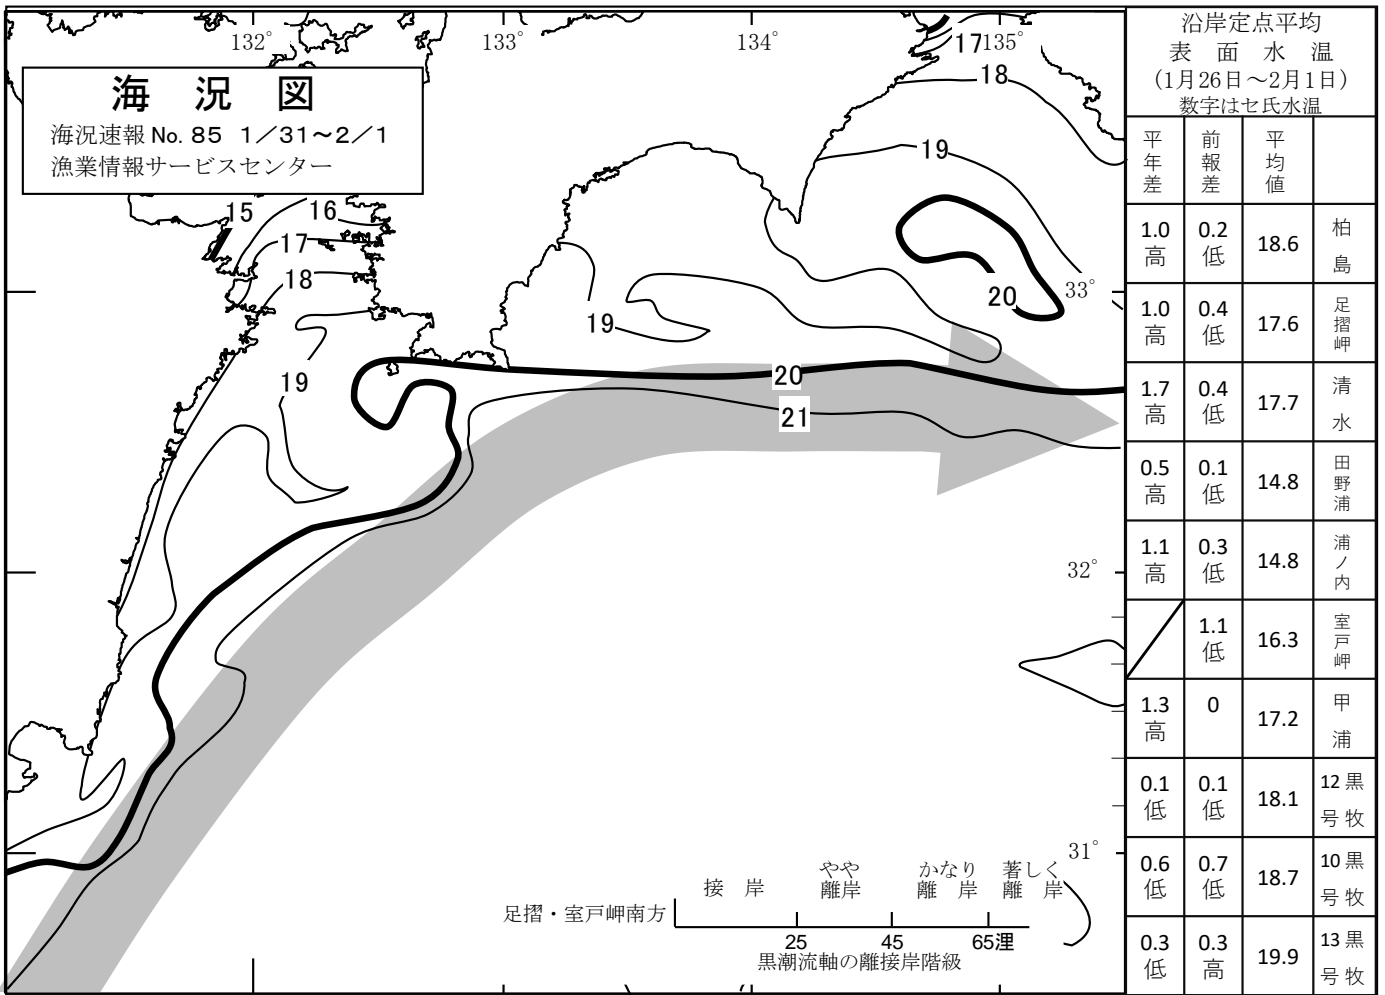 海 況 図
海況速報 No. 85 1／31～2／1
漁業情報サービスセンター
132°
133°
134°
135°
17
18
19
15
16
17
18
19
19
20
20
21
33°
32°
31°
接 岸
やや
離岸
かなり
離 岸
著しく
離 岸
足摺・室戸岬南方
25 45 65浬
黒潮流軸の離接岸階級
沿岸定点平均
表 面 水 温
(1月26日～2月1日)
数字はセ氏水温
平年差 前報差 平均値
1.0高 0.2低 18.6 柏島
1.0高 0.4低 17.6 足摺岬
1.7高 0.4低 17.7 清水
0.5高 0.1低 14.8 田野浦
1.1高 0.3低 14.8 浦ノ内
1.1低 16.3 室戸岬
1.3高 0 17.2 甲浦
0.1低 0.1低 18.1 12号 黒牧
0.6低 0.7低 18.7 10号 黒牧
0.3低 0.3高 19.9 13号 黒牧